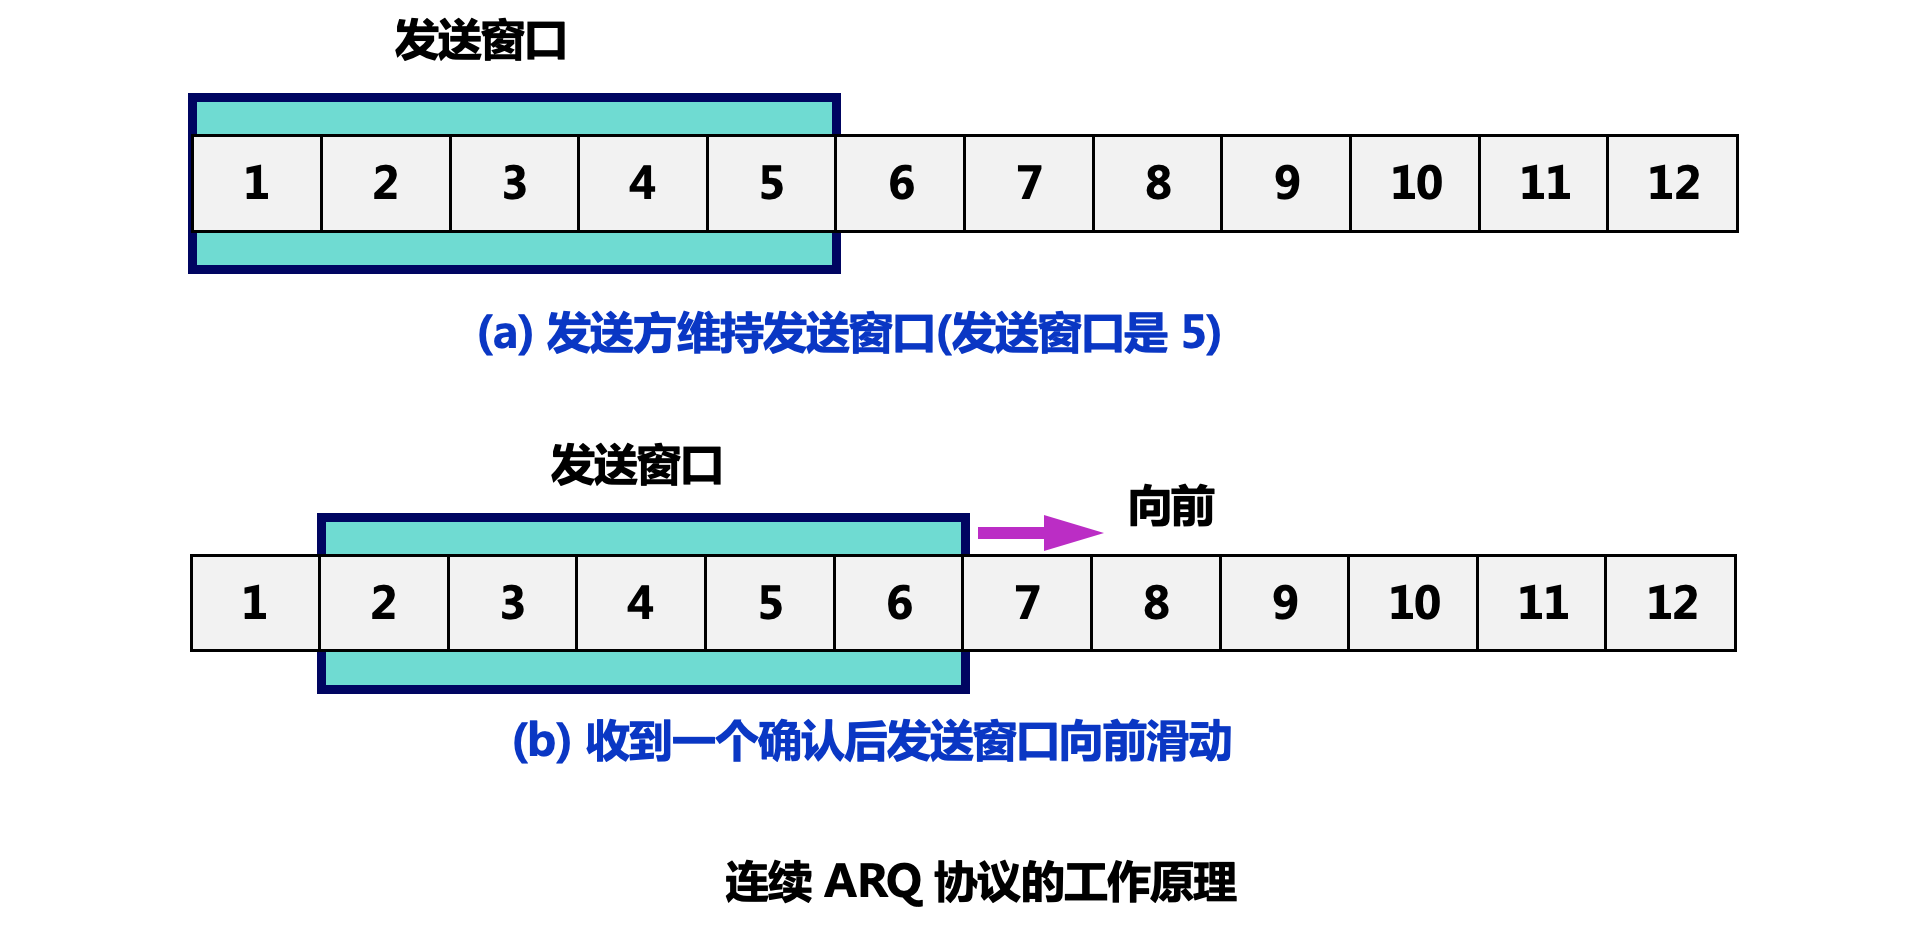 发送窗口
1 2 3 4 5 6 7 8 9 10 11 12
(a) 发送方维持发送窗口(发送窗口是 5)
发送窗口
向前
1 2 3 4 5 6 7 8 9 10 11 12
(b) 收到一个确认后发送窗口向前滑动
连续 ARQ 协议的工作原理